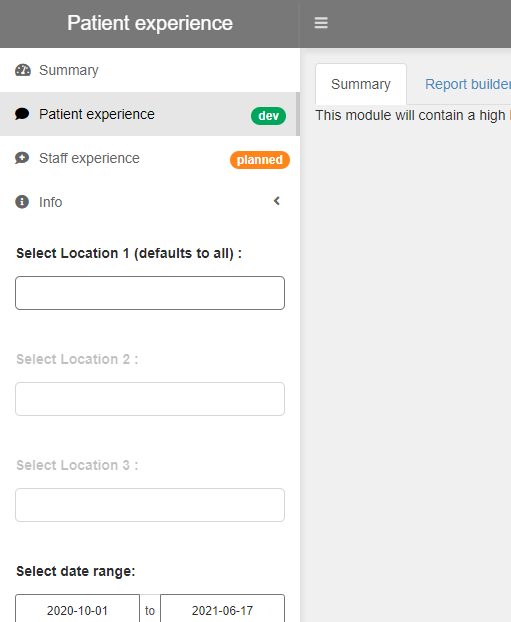 Patient experience
Summary
Patient experience dev
Staff experience planned
Info
Select Location 1 (defaults to all) :
Select Location 2 :
Select Location 3 :
Select date range:
2020-10-01 to 2021-06-17
Summary Report builder
This module will contain a high